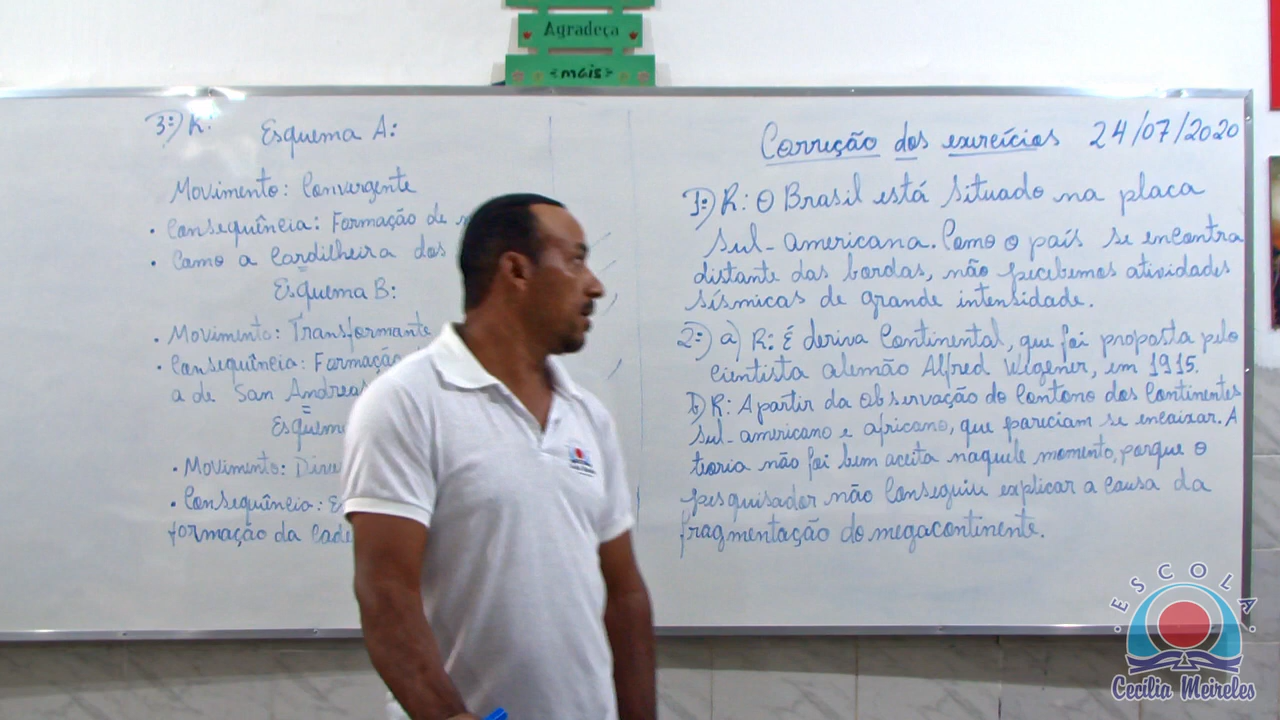 Agradeça
mais
Correção dos exercícios 24/07/2020
1º) R: O Brasil está situado na placa
Sul-americana. Como o país se encontra
distante das bordas, não percebemos atividades
sísmicas de grande intensidade.
2º) a) R: É deriva Continental, que foi proposta pelo
cientista alemão Alfred Wegener, em 1915.
b) R: A partir da observação do Contono dos Continentes
Sul-americano e africano, que pareciam se encaixar. A
teoria não foi bem aceita naquele momento, porque o
pesquisador não Conseguiu explicar a causa da
fragmentação do megacontinente.
3º) R: Esquema A:
Movimento: Convergente
• Consequência: Formação de
• Como a Cordilheira dos
Esquema B:
• Movimento: Transformante
• Consequência: Formação
a de San Andreas
Esquema
• Movimento:
• Consequência:
formação da
ESCOLA
Cecília Meireles